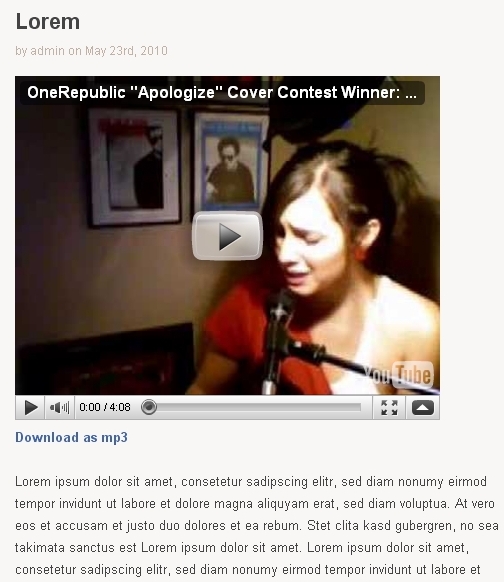 Lorem
by admin on May 23rd, 2010
OneRepublic "Apologize" Cover Contest Winner: ...
YouTube
0:00 / 4:08
Download as mp3
Lorem ipsum dolor sit amet, consetetur sadipscing elitr, sed diam nonumy eirmod
tempor invidunt ut labore et dolore magna aliquyam erat, sed diam voluptua. At vero
eos et accusam et justo duo dolores et ea rebum. Stet clita kasd gubergren, no sea
takimata sanctus est Lorem ipsum dolor sit amet. Lorem ipsum dolor sit amet,
consetetur sadipscing elitr, sed diam nonumy eirmod tempor invidunt ut labore et